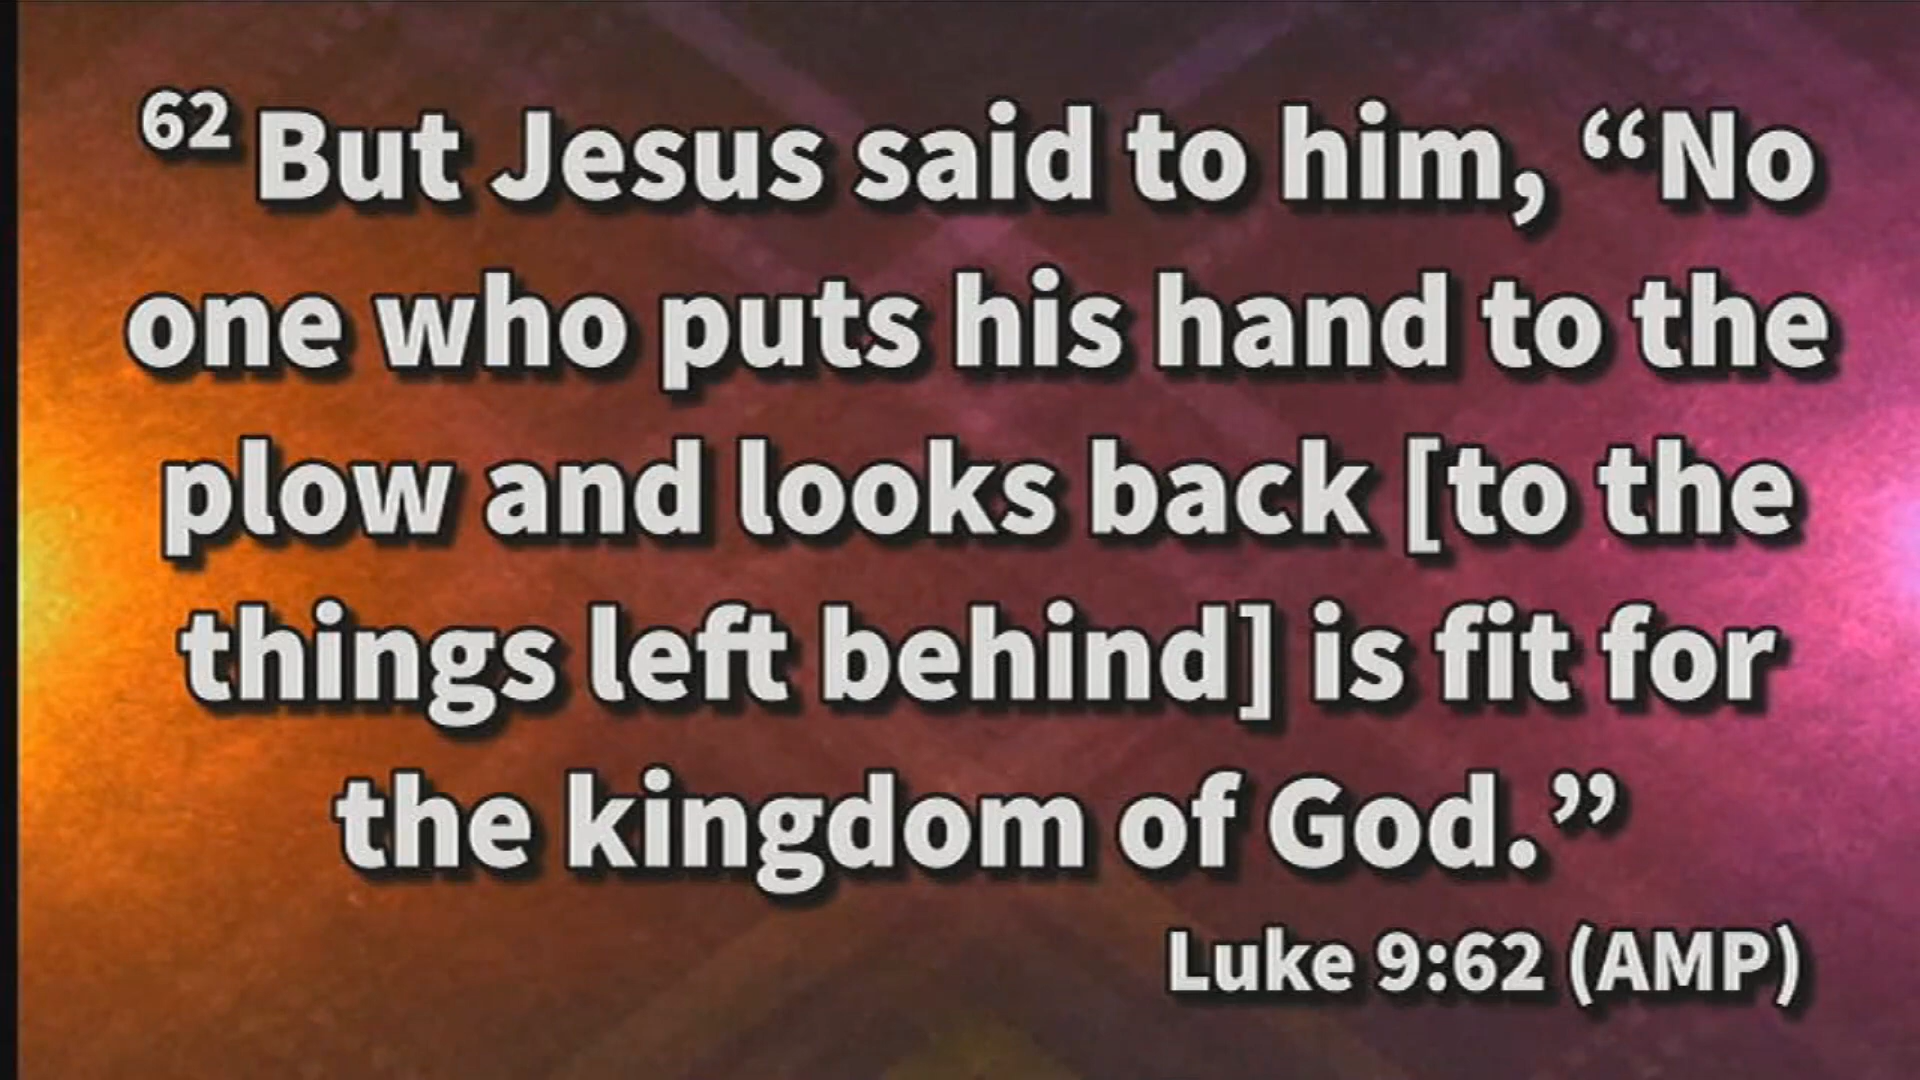 62 But Jesus said to him, “No
one who puts his hand to the
plow and looks back [to the
things left behind] is fit for
the kingdom of God.”
Luke 9:62 (AMP)